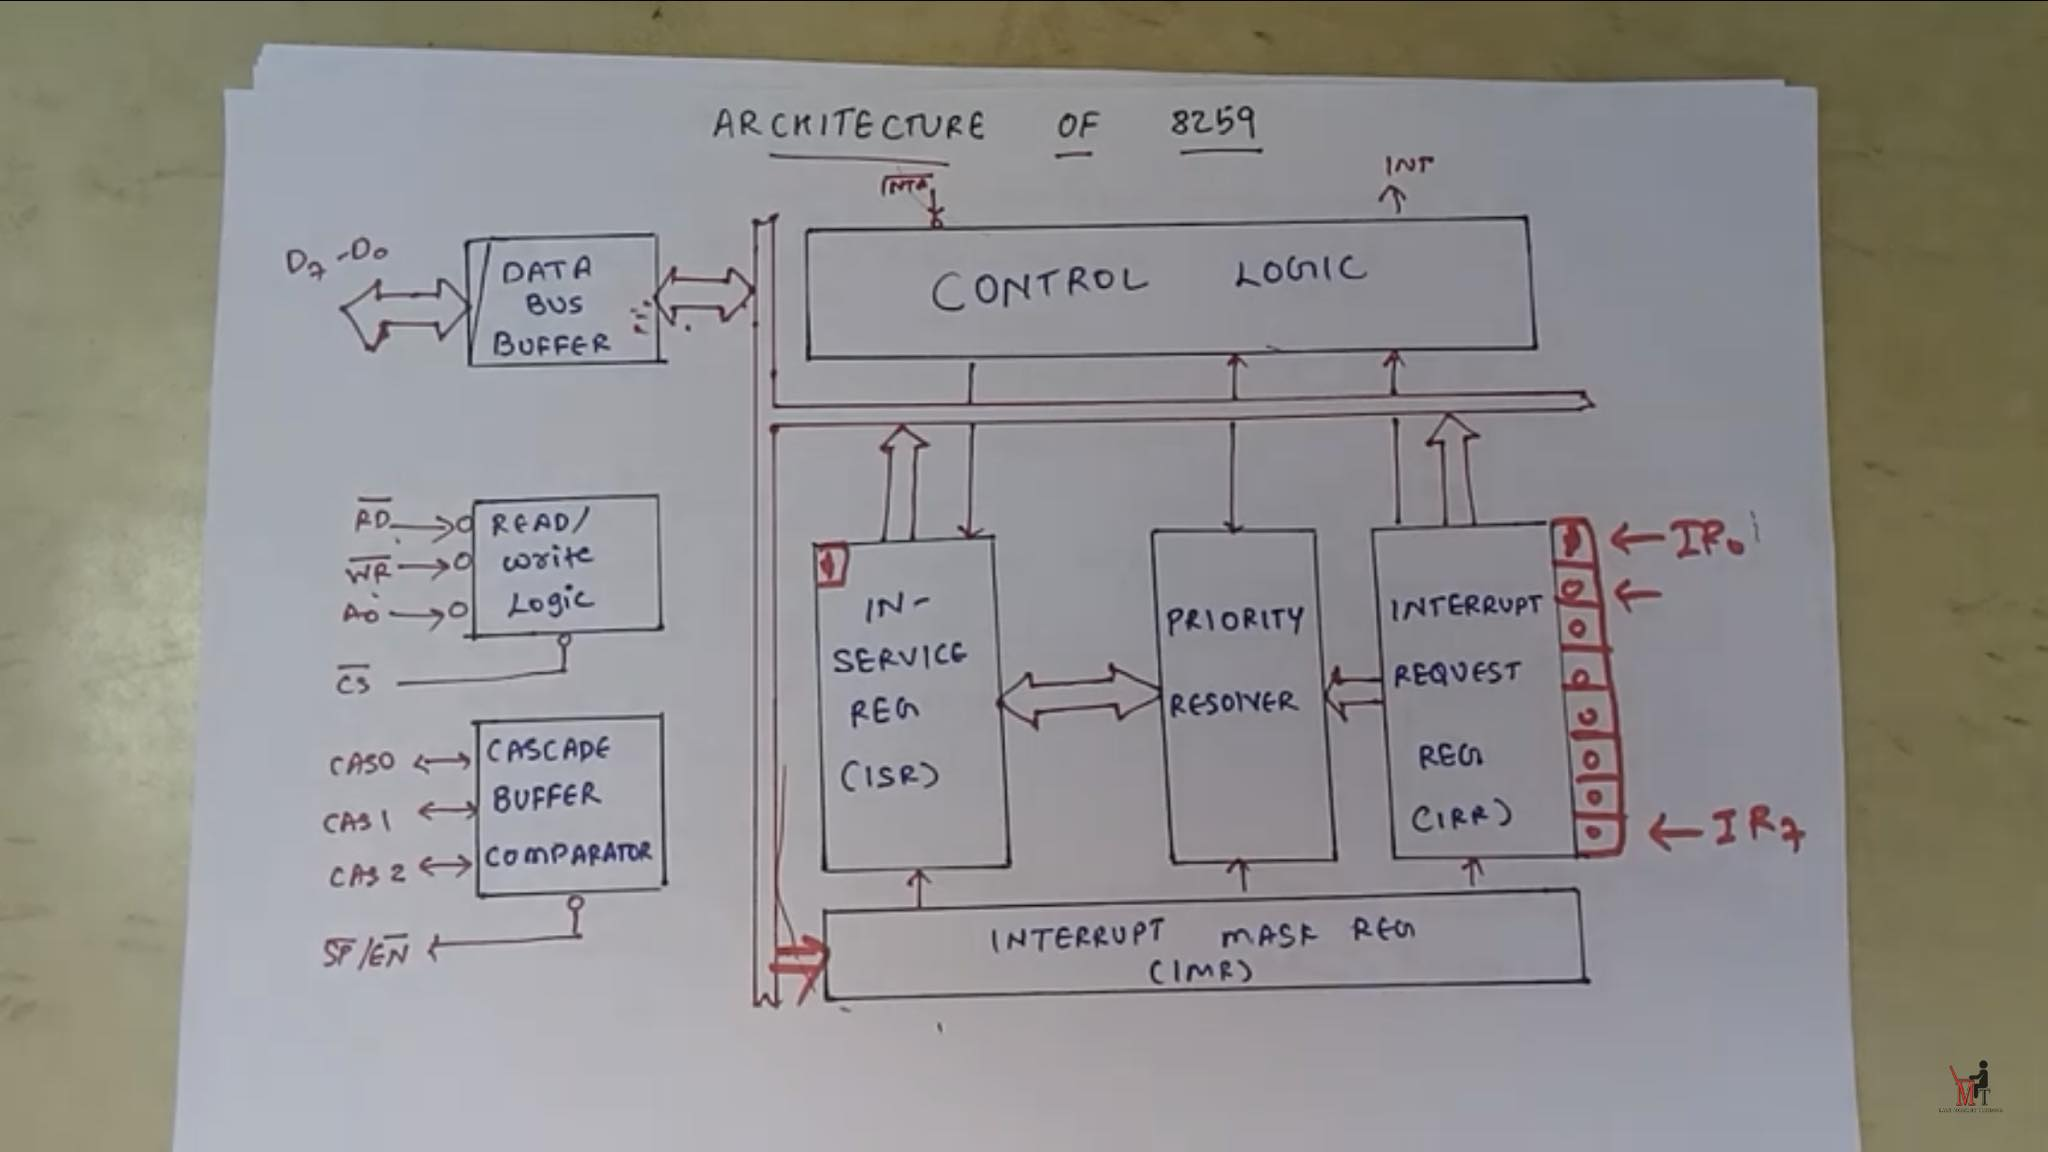 ARCHITECTURE OF 8259
INTA
INT
D7 - D0
DATA
BUS
BUFFER
CONTROL LOGIC
RD
WR
A0
CS
READ/
write
Logic
CAS0
CAS1
CAS2
SP/EN
CASCADE
BUFFER
COMPARATOR
IN-
SERVICE
REG
(ISR)
PRIORITY
RESOLVER
INTERRUPT
REQUEST
REG
(IRR)
IR0
IR7
INTERRUPT MASK REG
(IMR)
MT